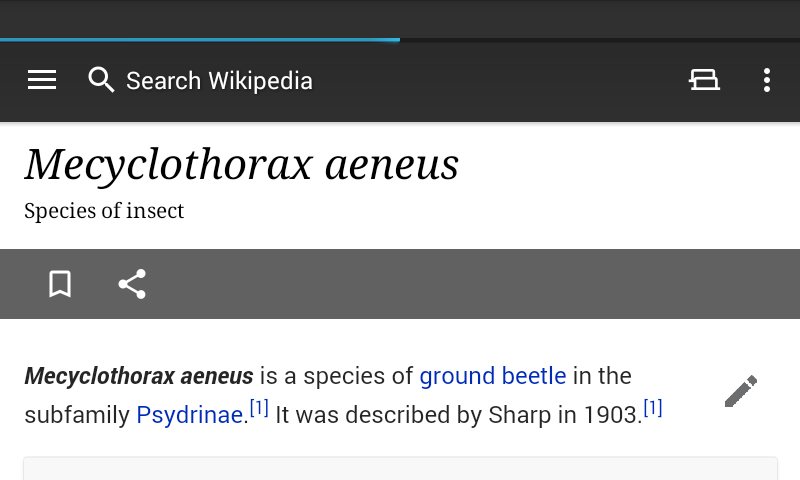 Search Wikipedia
Mecyclothorax aeneus
Species of insect
Mecyclothorax aeneus is a species of ground beetle in the
subfamily Psydrinae.[1] It was described by Sharp in 1903.[1]